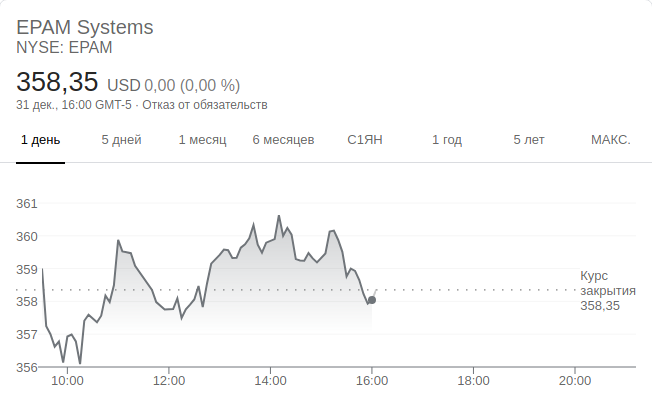 EPAM Systems
NYSE: EPAM
358,35 USD 0,00 (0,00 %)
31 дек., 16:00 GMT-5 · Отказ от обязательств
1 день 5 дней 1 месяц 6 месяцев С1ЯН 1 год 5 лет МАКС.
361
360
359
358
357
356
Курс
закрытия
358,35
10:00 12:00 14:00 16:00 18:00 20:00